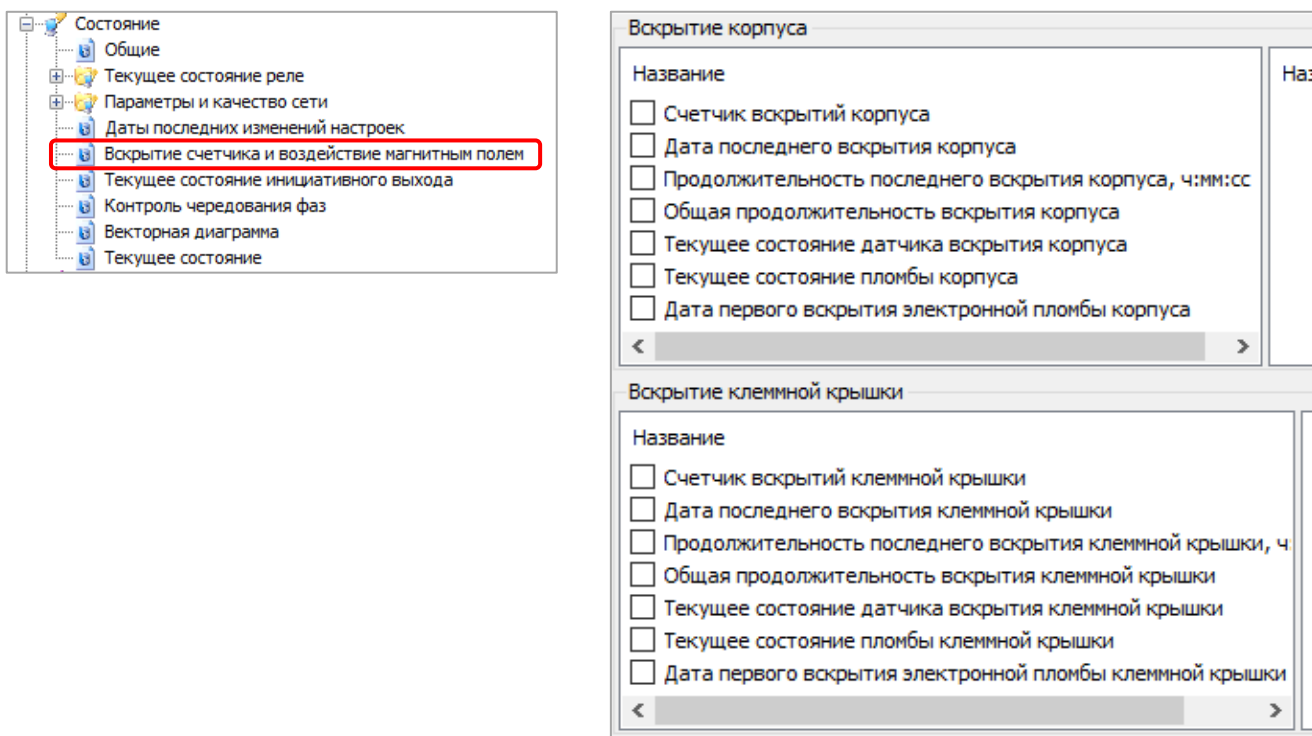 Состояние
Общие
Текущее состояние реле
Параметры и качество сети
Даты последних изменений настроек
Вскрытие счетчика и воздействие магнитным полем
Текущее состояние инициативного выхода
Контроль чередования фаз
Векторная диаграмма
Текущее состояние
Вскрытие корпуса
Название
Наз
Счетчик вскрытий корпуса
Дата последнего вскрытия корпуса
Продолжительность последнего вскрытия корпуса, ч:мм:сс
Общая продолжительность вскрытия корпуса
Текущее состояние датчика вскрытия корпуса
Текущее состояние пломбы корпуса
Дата первого вскрытия электронной пломбы корпуса
Вскрытие клеммной крышки
Название
Счетчик вскрытий клеммной крышки
Дата последнего вскрытия клеммной крышки
Продолжительность последнего вскрытия клеммной крышки, ч:
Общая продолжительность вскрытия клеммной крышки
Текущее состояние датчика вскрытия клеммной крышки
Текущее состояние пломбы клеммной крышки
Дата первого вскрытия электронной пломбы клеммной крышки